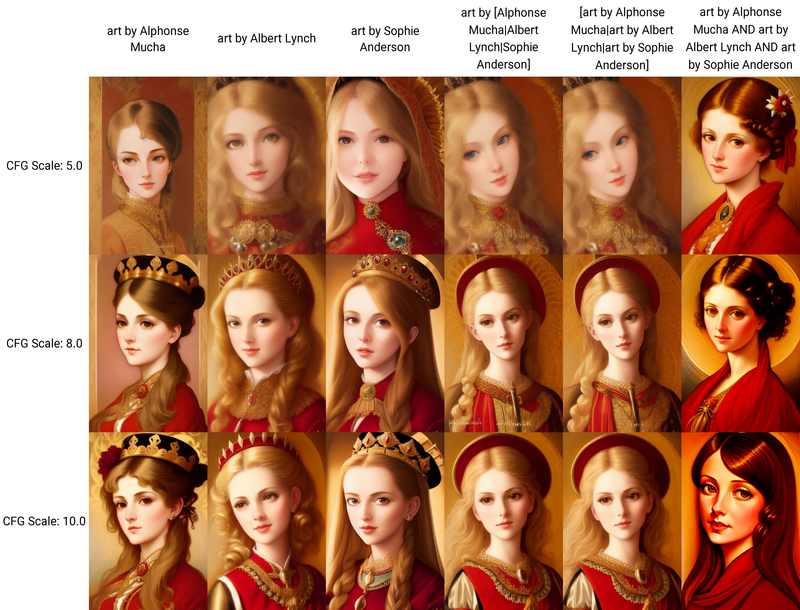 art by Alphonse
Mucha
art by Albert Lynch
art by Sophie
Anderson
art by [Alphonse
Mucha|Albert
Lynch|Sophie
Anderson]
[art by Alphonse
Mucha|art by Albert
Lynch|art by Sophie
Anderson]
art by Alphonse
Mucha AND art by
Albert Lynch AND art
by Sophie Anderson
CFG Scale: 5.0
CFG Scale: 8.0
CFG Scale: 10.0